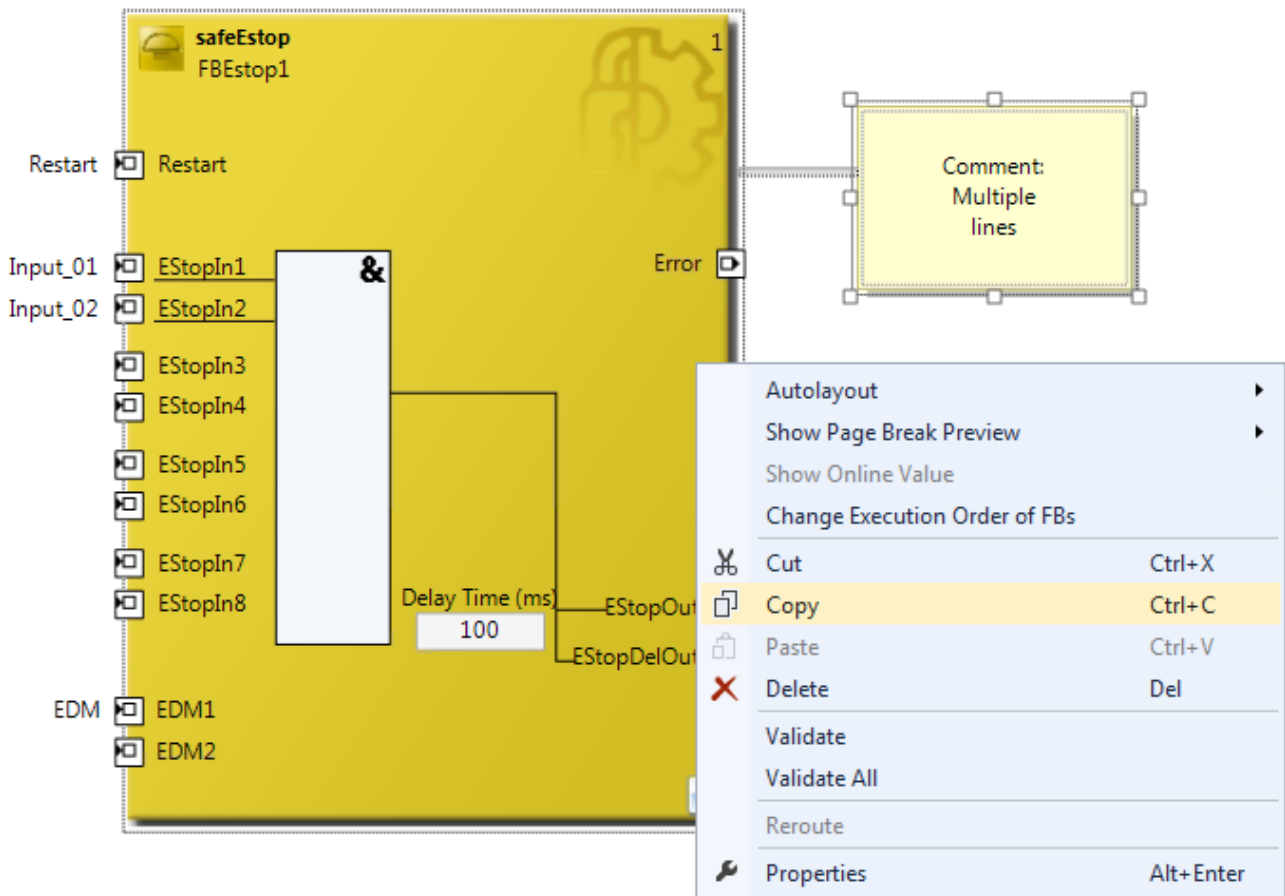 safeEstop
FBEstop1
1
Restart
Restart
Comment:
Multiple
lines
Input_01
EStopIn1
&
Error
Input_02
EStopIn2
EStopIn3
EStopIn4
EStopIn5
EStopIn6
EStopIn7
EStopIn8
Delay Time (ms)
100
EStopOut
EStopDelOut
EDM
EDM1
EDM2
Autolayout
Show Page Break Preview
Show Online Value
Change Execution Order of FBs
Cut Ctrl+X
Copy Ctrl+C
Paste Ctrl+V
Delete Del
Validate
Validate All
Reroute
Properties Alt+Enter